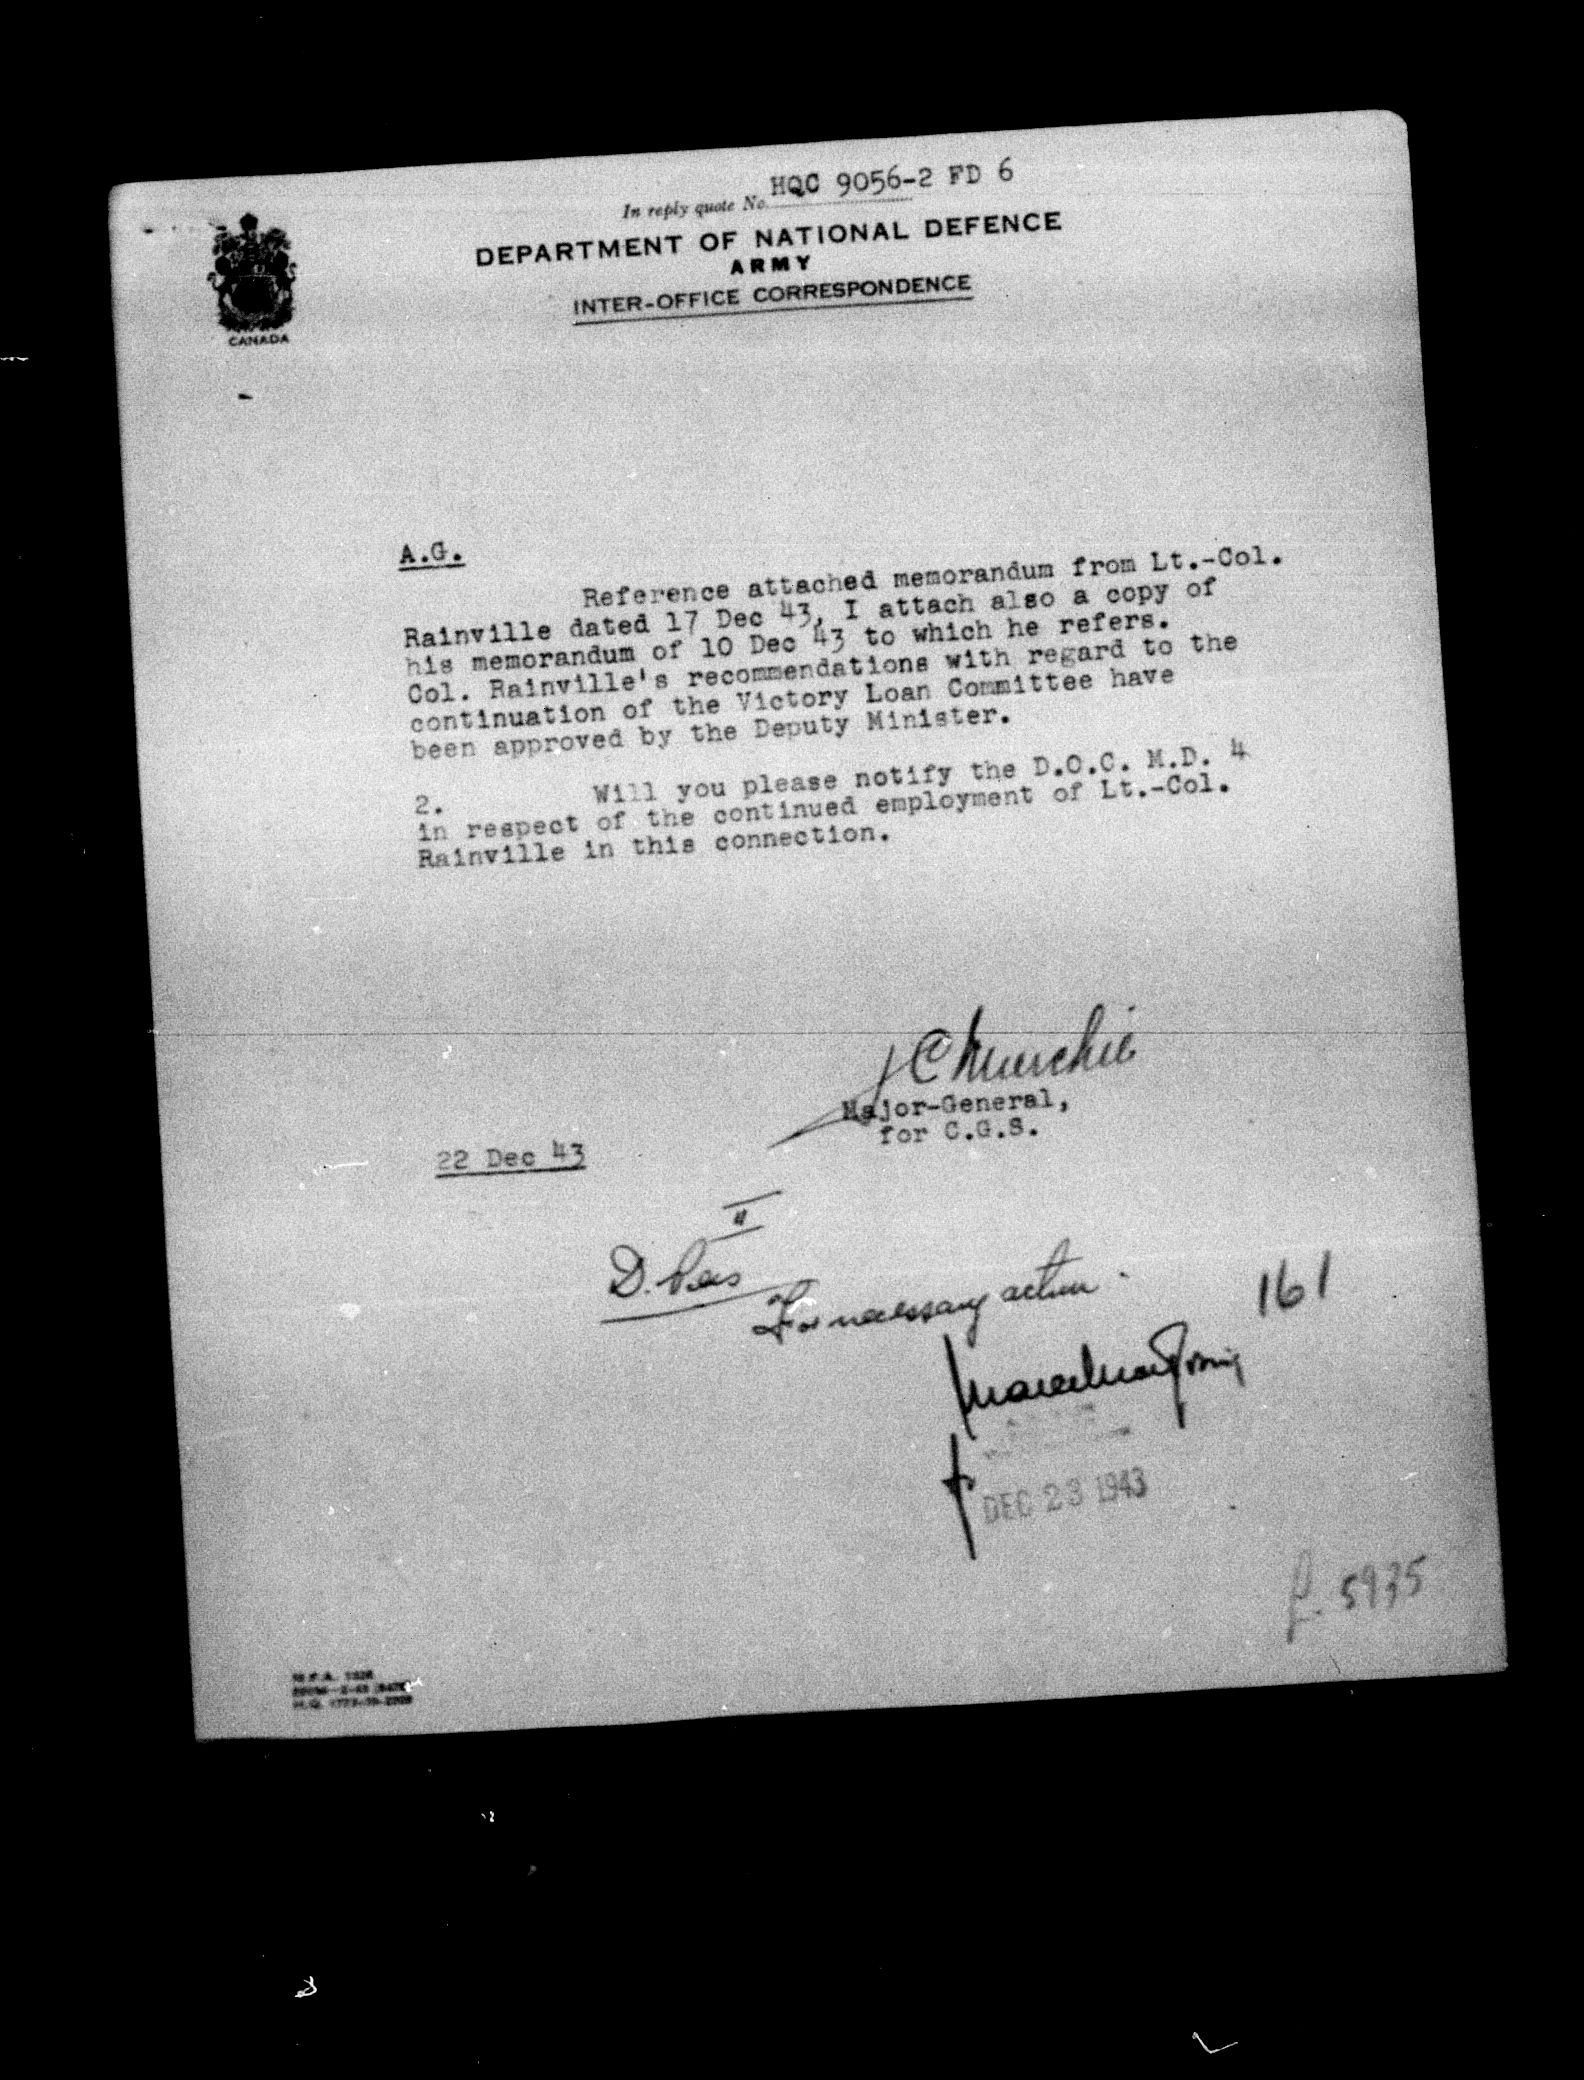 In reply quote No. HQC 9056-2 FD 6
DEPARTMENT OF NATIONAL DEFENCE
ARMY
INTER-OFFICE CORRESPONDENCE
CANADA
A.G.
Reference attached memorandum from Lt.-Col.
Rainville dated 17 Dec 43, I attach also a copy of
his memorandum of 10 Dec 43 to which he refers.
Col. Rainville's recommendations with regard to the
continuation of the Victory Loan Committee have
been approved by the Deputy Minister.
2. Will you please notify the D.O.C. M.D. 4
in respect of the continued employment of Lt.-Col.
Rainville in this connection.
JCMurchie
Major-General,
for C.G.S.
22 Dec 43
II
D. Pers
For necessary action.
161
DEC 23 1943
5935